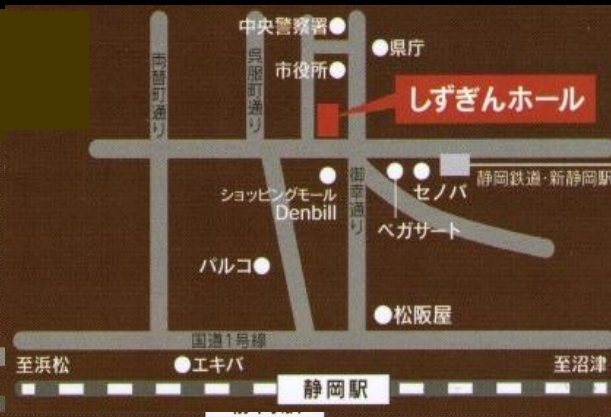 中央警察署
県庁
市役所
両替町通り
呉服町通り
しずぎんホール
静岡鉄道・新静岡駅
セノバ
ショッピングモール
Denbill
御幸通り
ペガサート
パルコ
松阪屋
国道1号線
至浜松
エキパ
至沼津
静岡駅